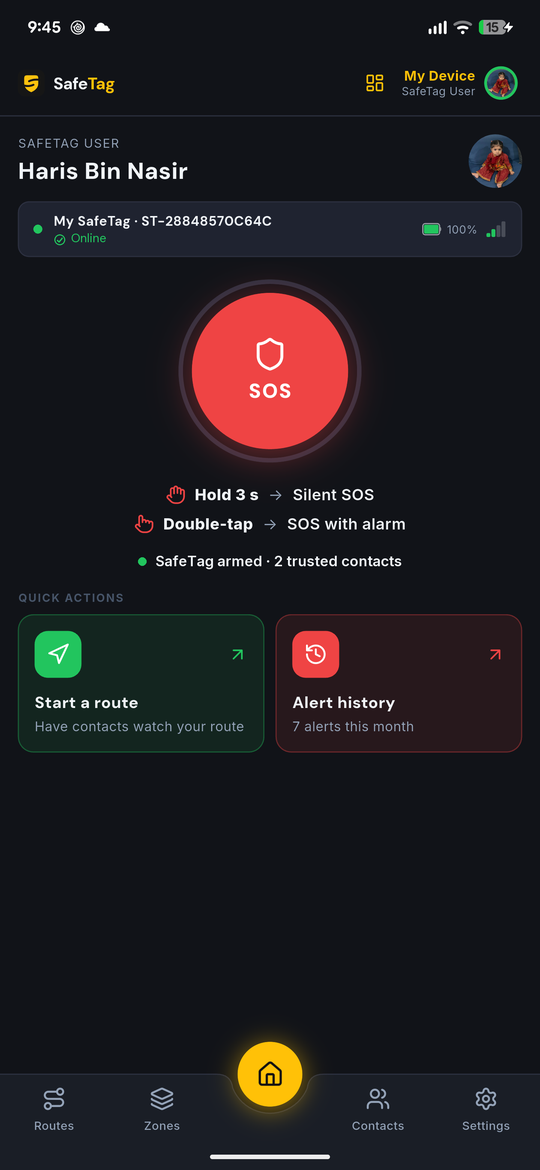 9:45
15
SafeTag
My Device
SafeTag User
SAFETAG USER
Haris Bin Nasir
My SafeTag · ST-28848570C64C
Online
100%
SOS
Hold 3 s → Silent SOS
Double-tap → SOS with alarm
SafeTag armed · 2 trusted contacts
QUICK ACTIONS
Start a route
Have contacts watch your route
Alert history
7 alerts this month
Routes
Zones
Contacts
Settings